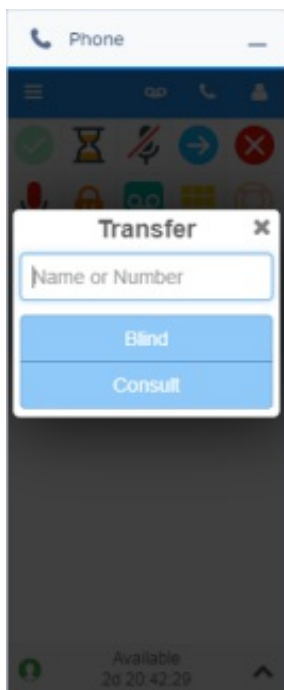 Phone
Transfer
Name or Number
Blind
Consult
Available
2d 20:42:29